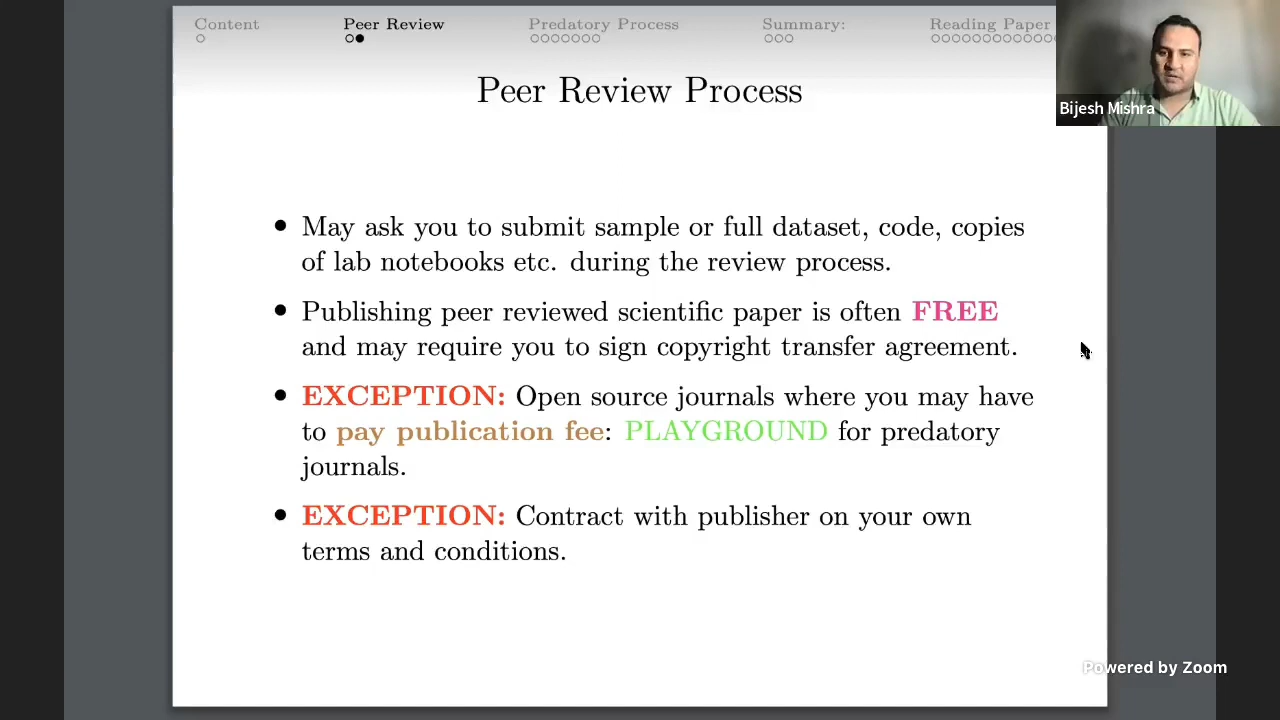 Content
Peer Review
Predatory Process
Summary:
Reading Paper
Bijesh Mishra
Peer Review Process
• May ask you to submit sample or full dataset, code, copies
of lab notebooks etc. during the review process.
• Publishing peer reviewed scientific paper is often FREE
and may require you to sign copyright transfer agreement.
• EXCEPTION: Open source journals where you may have
to pay publication fee: PLAYGROUND for predatory
journals.
• EXCEPTION: Contract with publisher on your own
terms and conditions.
Powered by Zoom